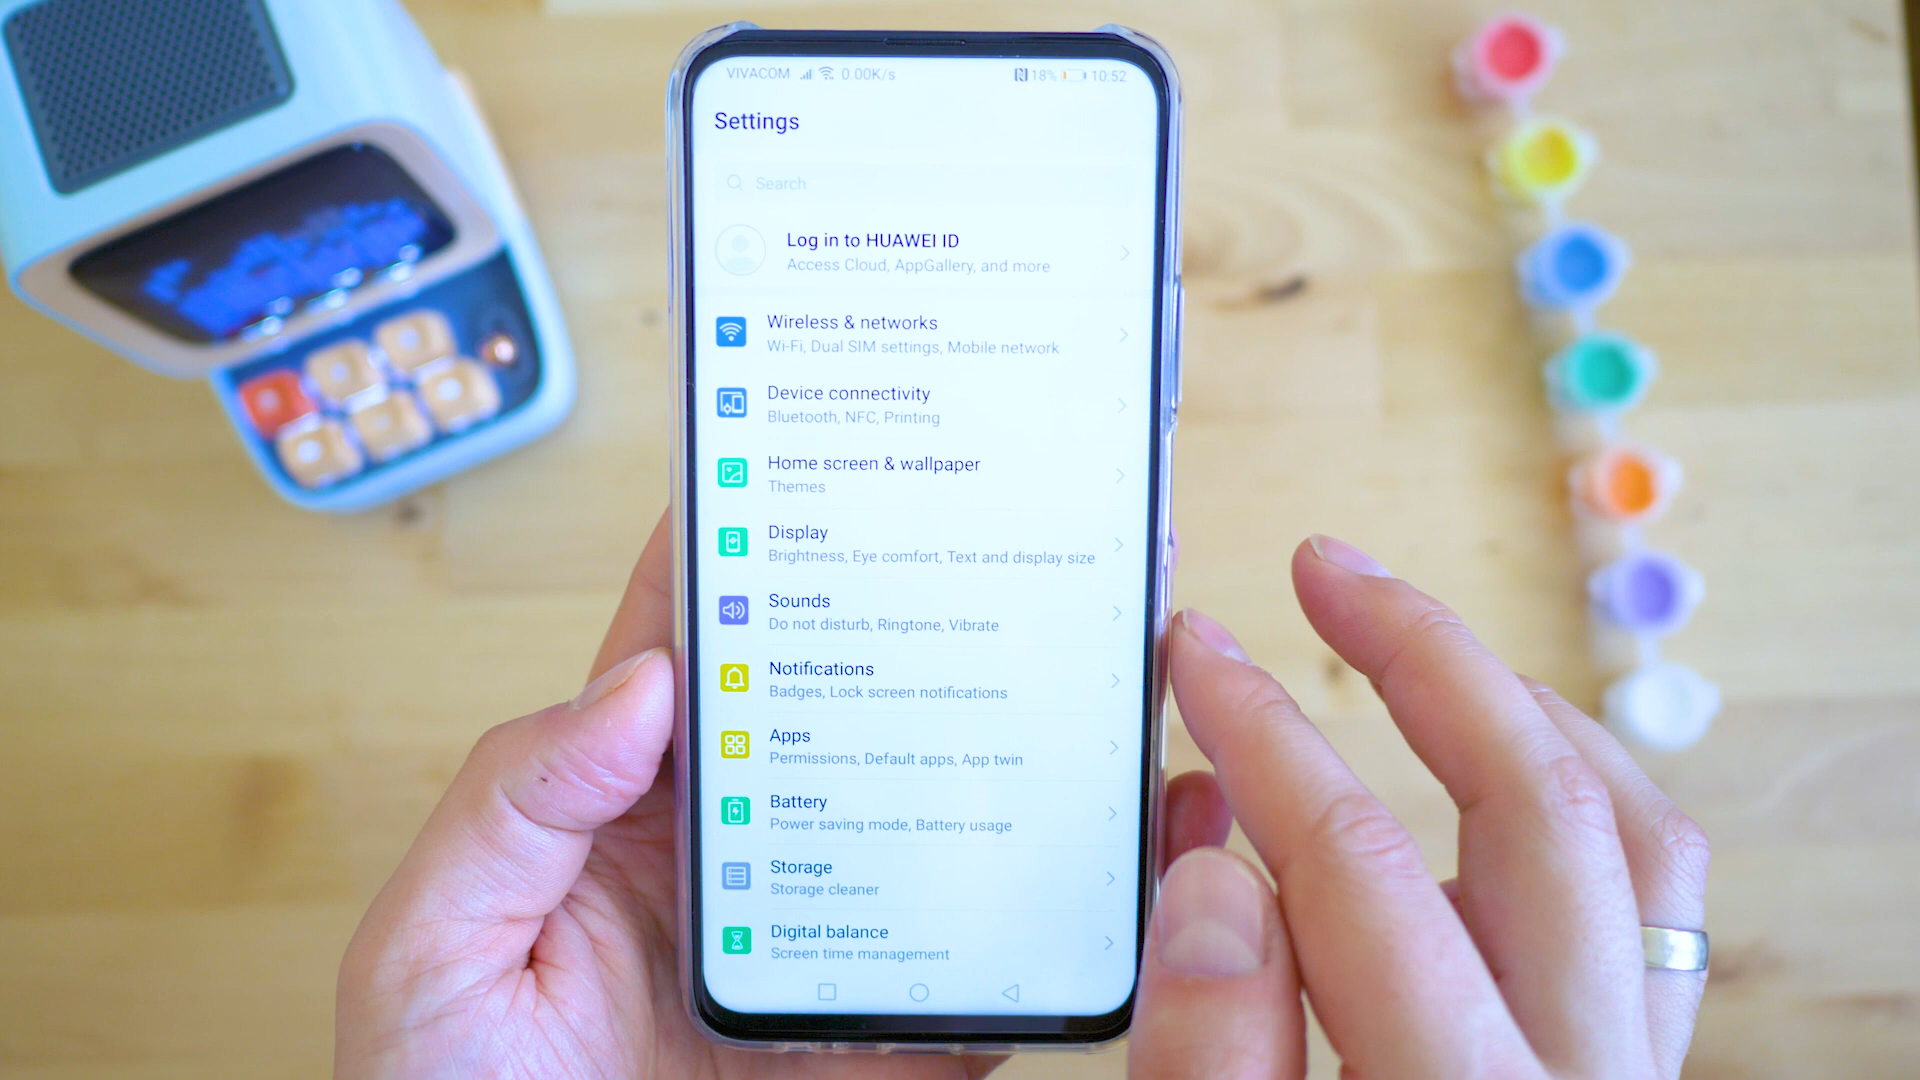 VIVACOM 0.00K/s 18% 10:52
Settings
Search
Log in to HUAWEI ID
Access Cloud, AppGallery, and more
Wireless & networks
Wi-Fi, Dual SIM settings, Mobile network
Device connectivity
Bluetooth, NFC, Printing
Home screen & wallpaper
Themes
Display
Brightness, Eye comfort, Text and display size
Sounds
Do not disturb, Ringtone, Vibrate
Notifications
Badges, Lock screen notifications
Apps
Permissions, Default apps, App twin
Battery
Power saving mode, Battery usage
Storage
Storage cleaner
Digital balance
Screen time management